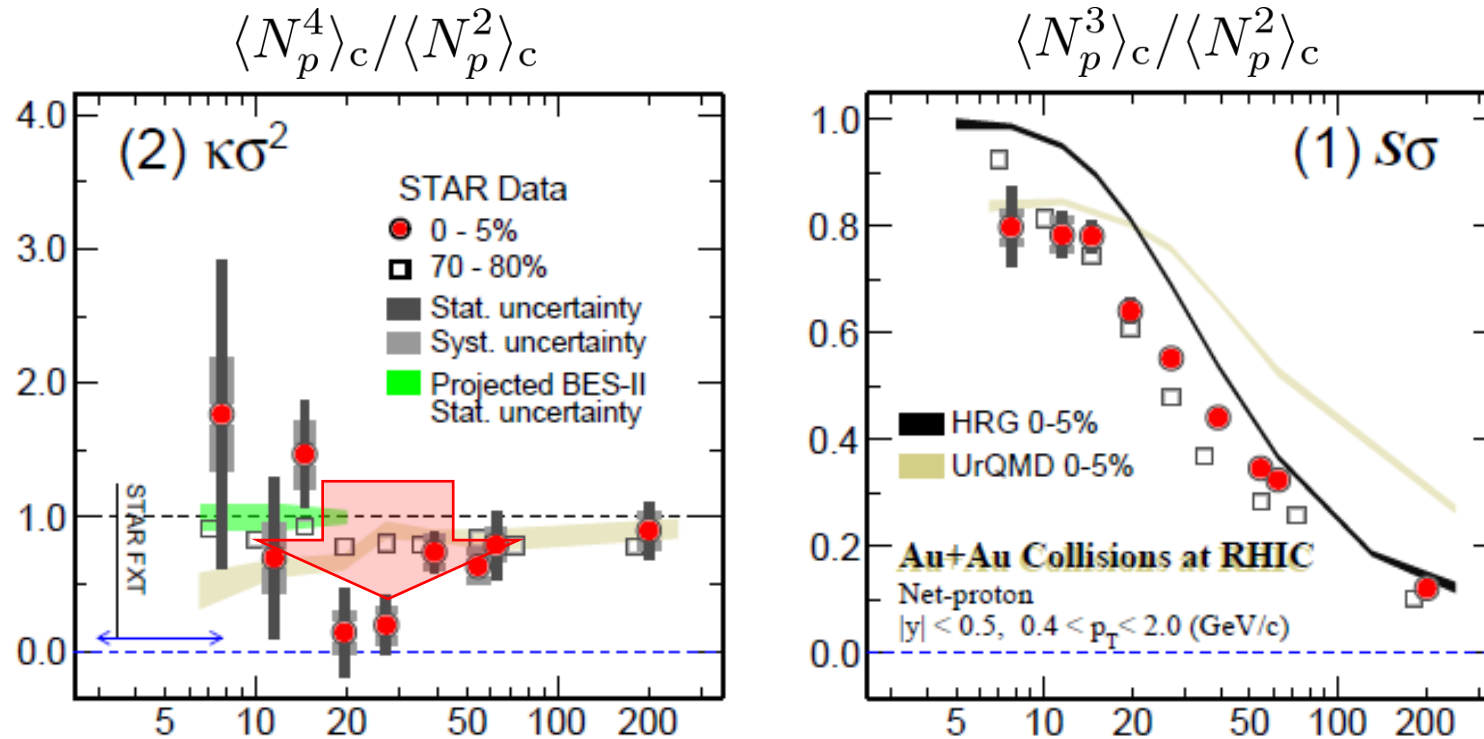 ⟨N_p^4⟩_c/⟨N_p^2⟩_c
4.0
3.0
2.0
1.0
0.0
(2) κσ²
STAR Data
0 - 5%
70 - 80%
Stat. uncertainty
Syst. uncertainty
Projected BES-II
Stat. uncertainty
STAR FXT
5 10 20 50 100 200
⟨N_p^3⟩_c/⟨N_p^2⟩_c
1.0
0.8
0.6
0.4
0.2
0.0
(1) Sσ
HRG 0-5%
UrQMD 0-5%
Au+Au Collisions at RHIC
Net-proton
|y| < 0.5, 0.4 < p_T < 2.0 (GeV/c)
5 10 20 50 100 200